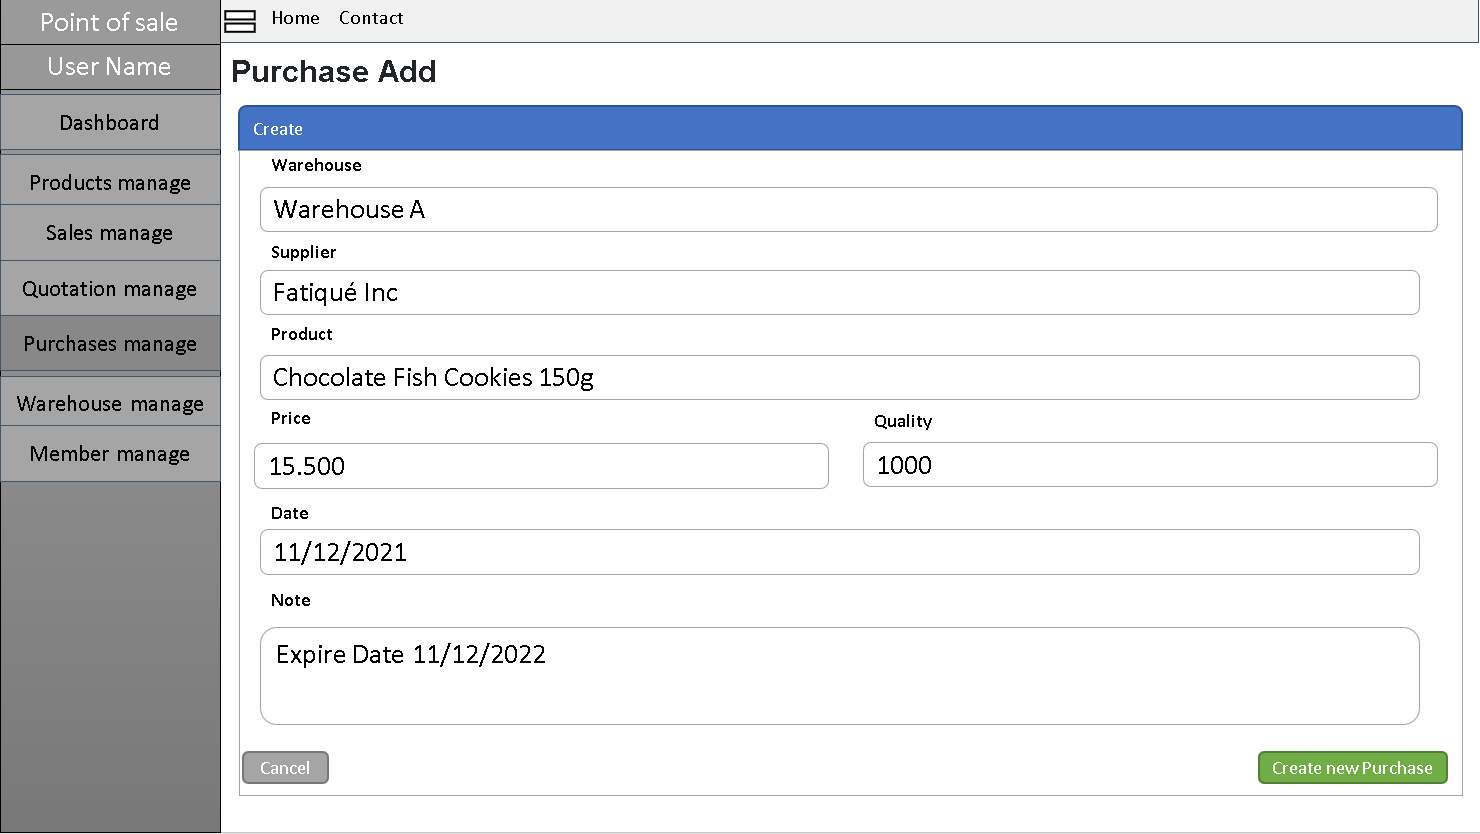 Point of sale
User Name
Dashboard
Products manage
Sales manage
Quotation manage
Purchases manage
Warehouse manage
Member manage
Home Contact
Purchase Add
Create
Warehouse
Warehouse A
Supplier
Fatiqué Inc
Product
Chocolate Fish Cookies 150g
Price
15.500
Quality
1000
Date
11/12/2021
Note
Expire Date 11/12/2022
Cancel
Create new Purchase